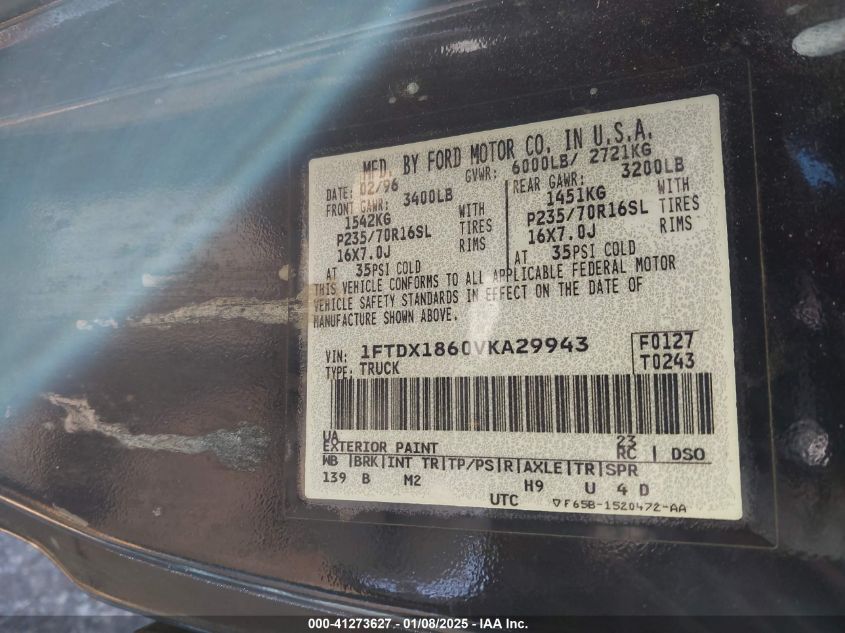 MFD. BY FORD MOTOR CO. IN U.S.A.
DATE: 02/96 GVWR: 6000LB/ 2721KG
FRONT GAWR: 3400LB REAR GAWR: 3200LB
1542KG WITH 1451KG WITH
P235/70R16SL TIRES P235/70R16SL TIRES
16X7.0J RIMS 16X7.0J RIMS
AT 35PSI COLD AT 35PSI COLD
THIS VEHICLE CONFORMS TO ALL APPLICABLE FEDERAL MOTOR
VEHICLE SAFETY STANDARDS IN EFFECT ON THE DATE OF
MANUFACTURE SHOWN ABOVE.
VIN: 1FTDX1860VKA29943 F0127
TYPE: TRUCK T0243
UA 23
EXTERIOR PAINT RC | DSO
WB |BRK|INT TR|TP/PS|R|AXLE|TR|SPR
139 B M2 H9 U 4 D
UTC ▽F65B-1520472-AA
000-41273627 - 01/08/2025 - IAA Inc.